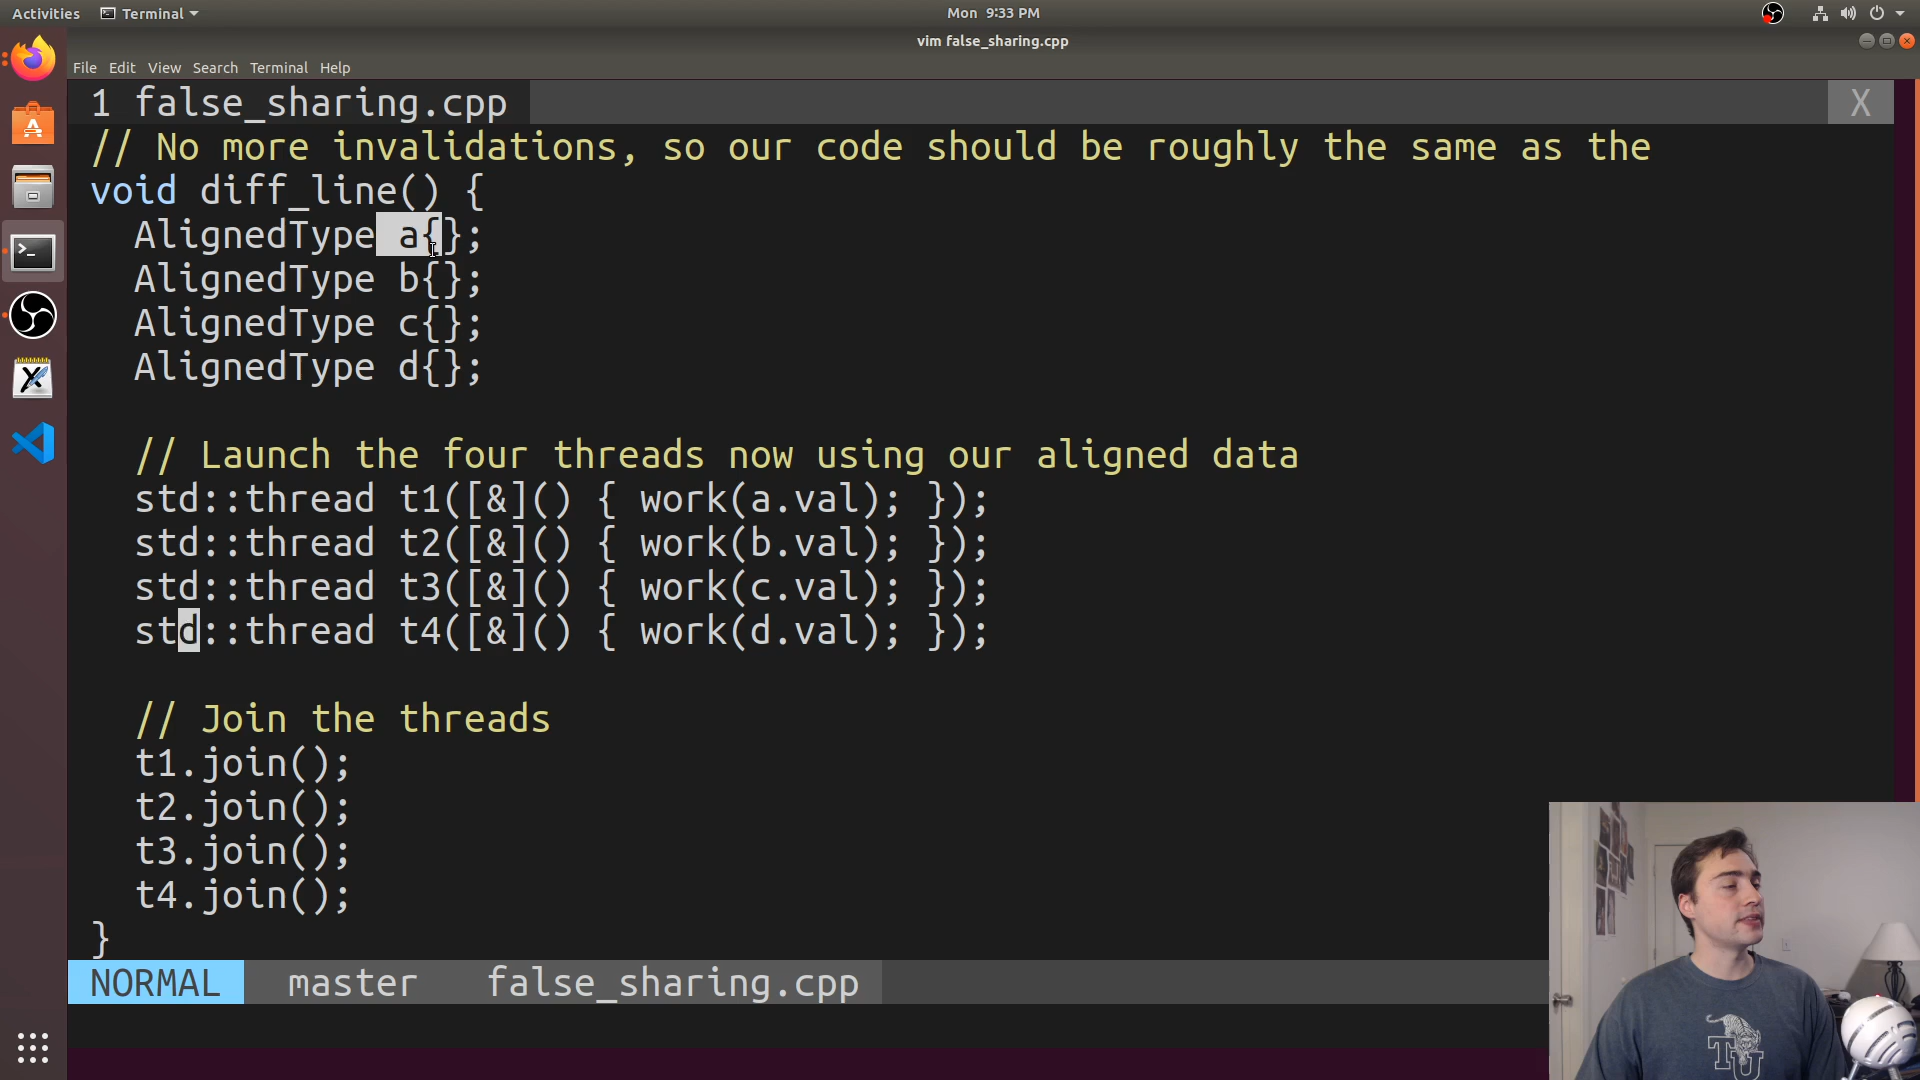 Activities Terminal Mon 9:33 PM
vim false_sharing.cpp
File Edit View Search Terminal Help
1 false_sharing.cpp X
// No more invalidations, so our code should be roughly the same as the
void diff_line() {
AlignedType a{};
AlignedType b{};
AlignedType c{};
AlignedType d{};
// Launch the four threads now using our aligned data
std::thread t1([&]() { work(a.val); });
std::thread t2([&]() { work(b.val); });
std::thread t3([&]() { work(c.val); });
std::thread t4([&]() { work(d.val); });
// Join the threads
t1.join();
t2.join();
t3.join();
t4.join();
}
NORMAL master false_sharing.cpp
TU